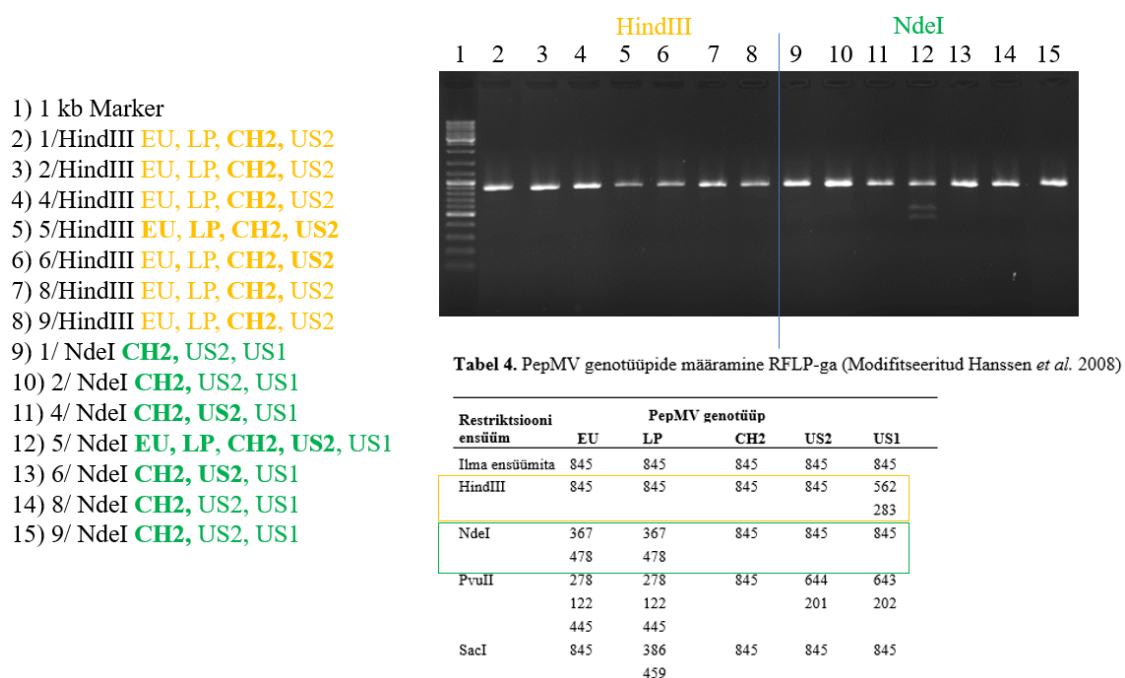 HindIII NdeI
1 2 3 4 5 6 7 8 9 10 11 12 13 14 15
1) 1 kb Marker
2) 1/HindIII EU, LP, CH2, US2
3) 2/HindIII EU, LP, CH2, US2
4) 4/HindIII EU, LP, CH2, US2
5) 5/HindIII EU, LP, CH2, US2
6) 6/HindIII EU, LP, CH2, US2
7) 8/HindIII EU, LP, CH2, US2
8) 9/HindIII EU, LP, CH2, US2
9) 1/ NdeI CH2, US2, US1
10) 2/ NdeI CH2, US2, US1
11) 4/ NdeI CH2, US2, US1
12) 5/ NdeI EU, LP, CH2, US2, US1
13) 6/ NdeI CH2, US2, US1
14) 8/ NdeI CH2, US2, US1
15) 9/ NdeI CH2, US2, US1
Tabel 4. PepMV genotüüpide määramine RFLP-ga (Modifitseeritud Hanssen et al. 2008)
Restriktsiooni PepMV genotüüp
ensüüm EU LP CH2 US2 US1
Ilma ensüümita 845 845 845 845 845
HindIII 845 845 845 845 562
283
NdeI 367 367 845 845 845
478 478
PvuII 278 278 845 644 643
122 122 201 202
445 445
SacI 845 386 845 845 845
459